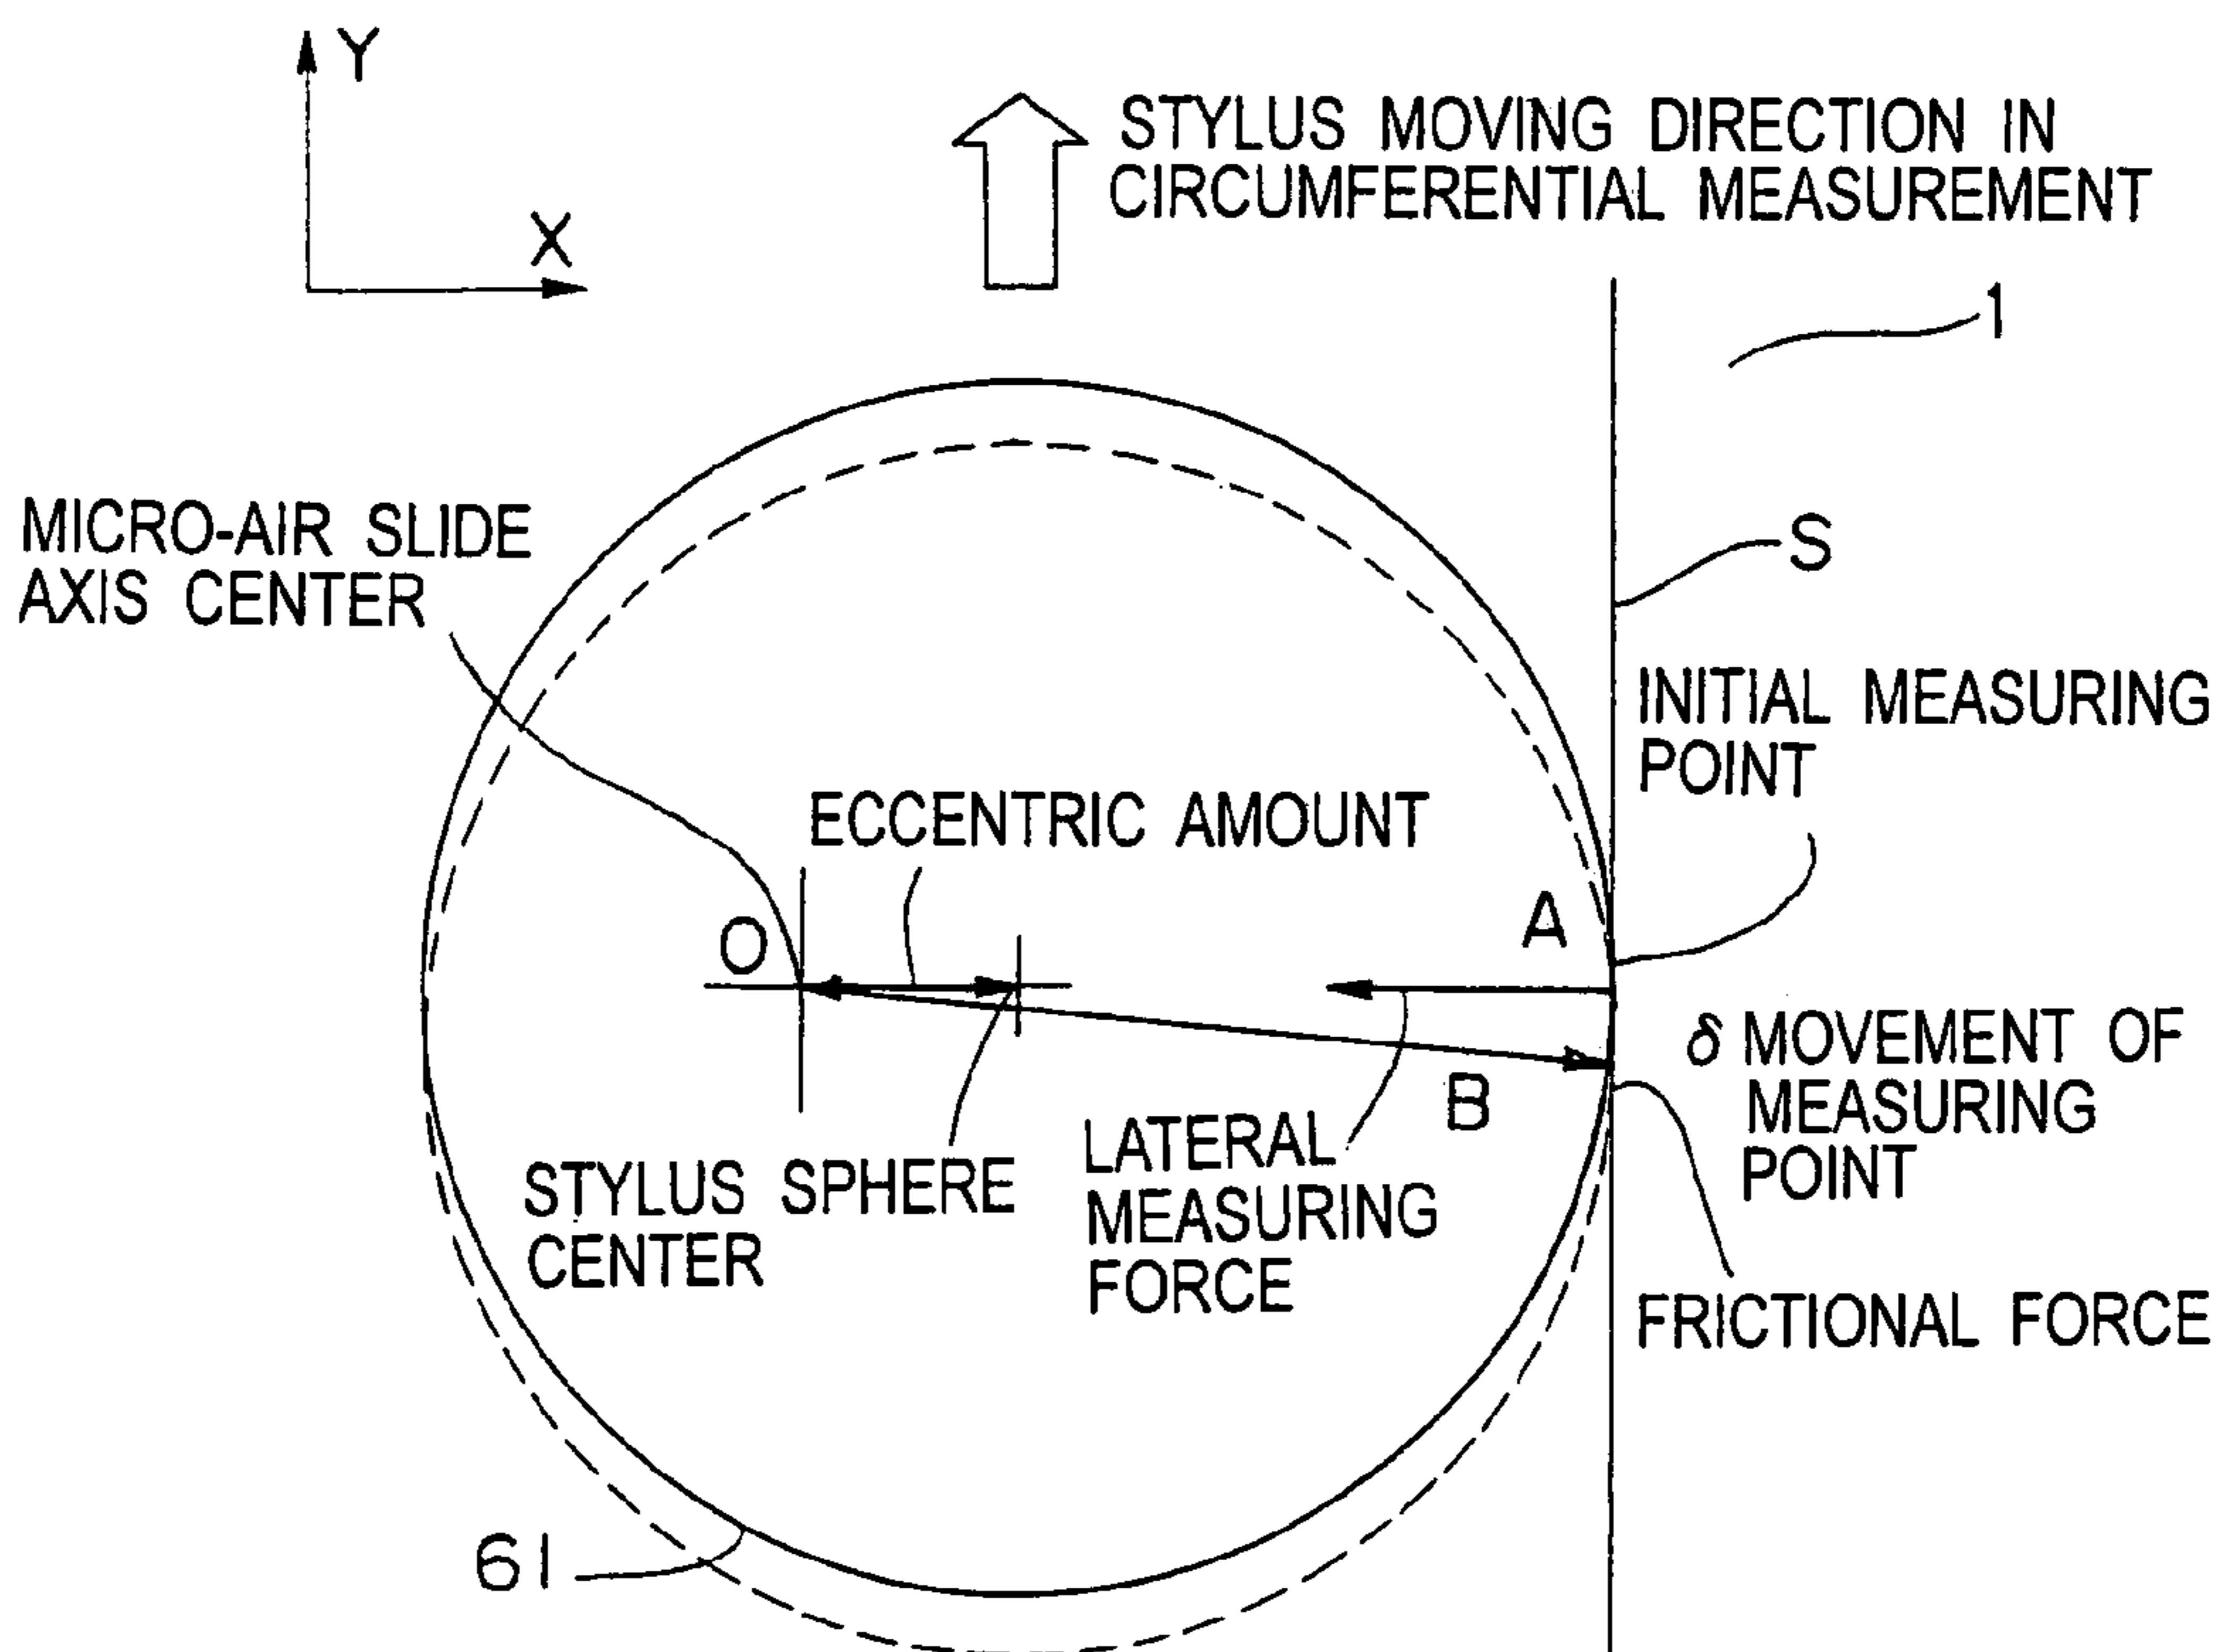 Y
X
STYLUS MOVING DIRECTION IN
CIRCUMFERENTIAL MEASUREMENT
1
MICRO-AIR SLIDE
AXIS CENTER
S
INITIAL MEASURING
POINT
ECCENTRIC AMOUNT
O
A
B
δ MOVEMENT OF
MEASURING
POINT
STYLUS SPHERE
CENTER
LATERAL
MEASURING
FORCE
FRICTIONAL FORCE
61